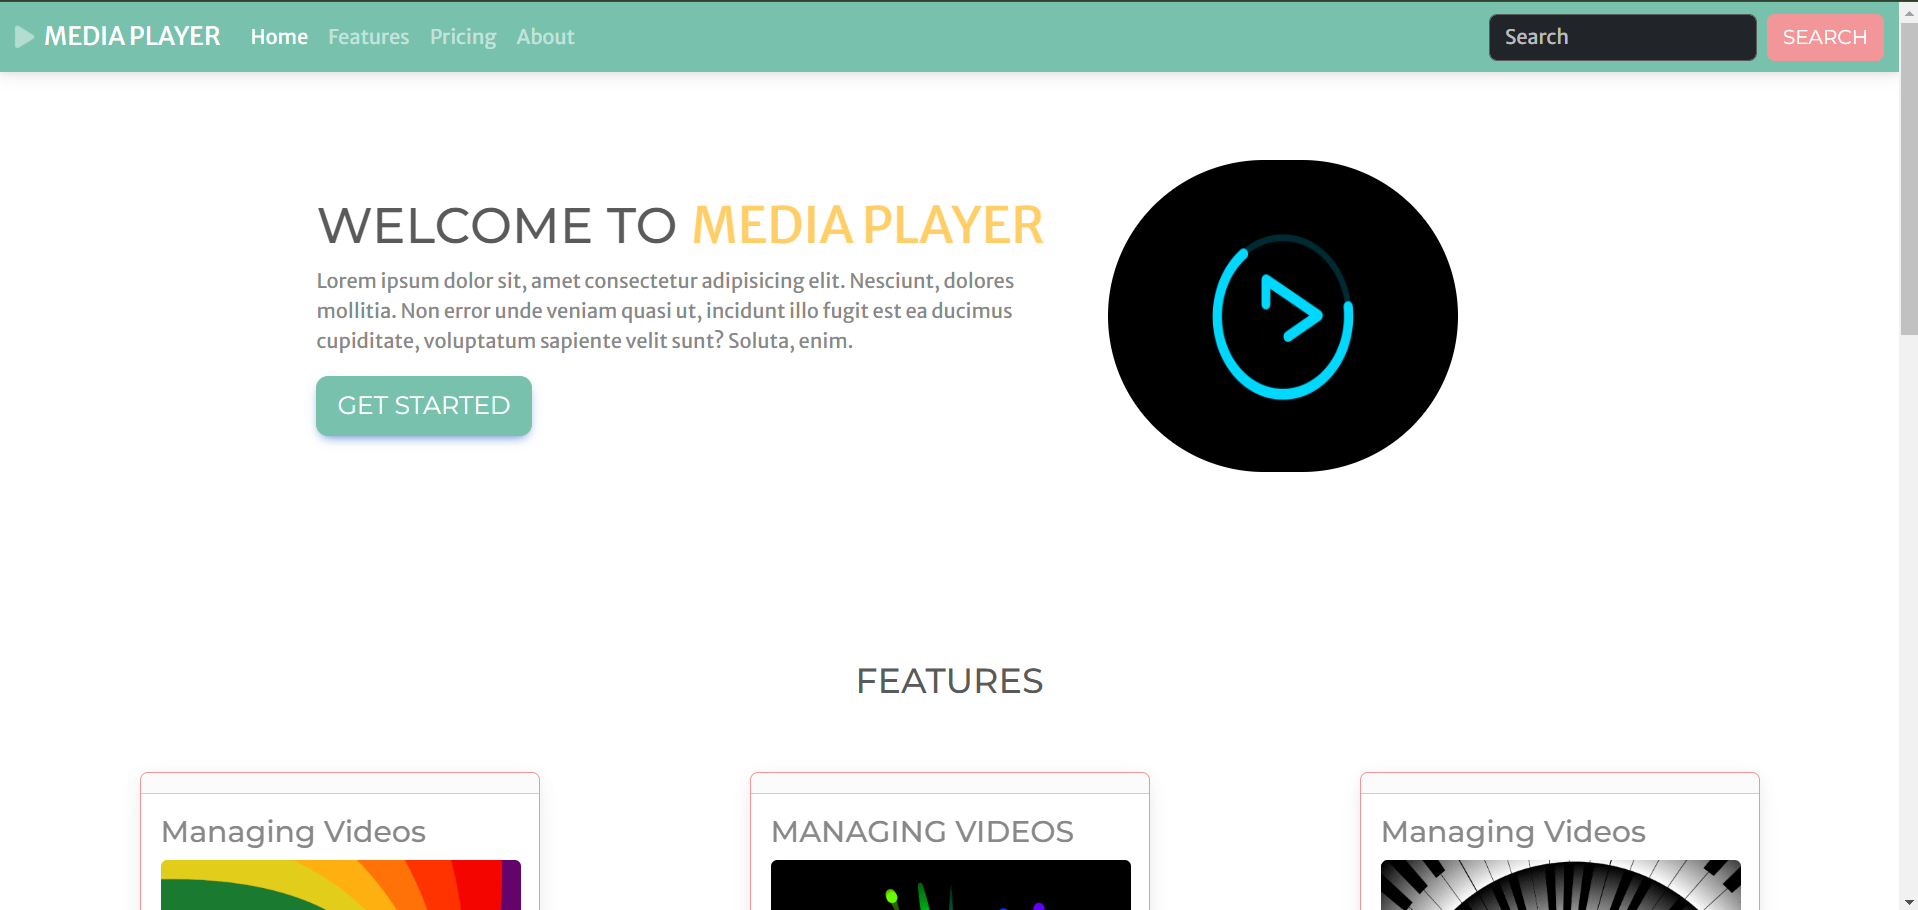 MEDIA PLAYER Home Features Pricing About Search SEARCH
WELCOME TO MEDIA PLAYER
Lorem ipsum dolor sit, amet consectetur adipisicing elit. Nesciunt, dolores
mollitia. Non error unde veniam quasi ut, incidunt illo fugit est ea ducimus
cupiditate, voluptatum sapiente velit sunt? Soluta, enim.
GET STARTED
FEATURES
Managing Videos
MANAGING VIDEOS
Managing Videos